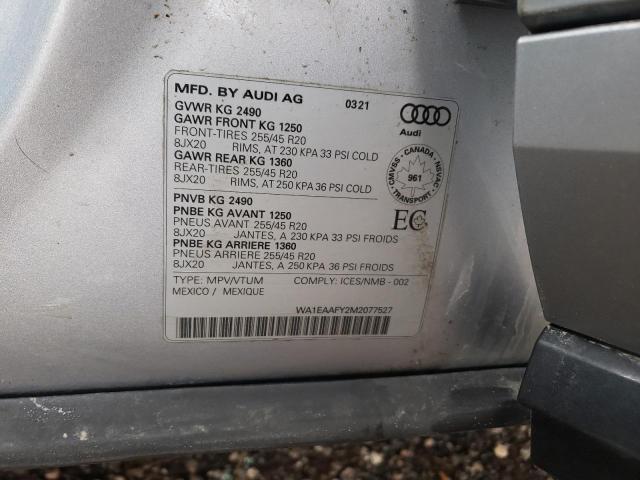 MFD. BY AUDI AG 0321
GVWR KG 2490
GAWR FRONT KG 1250
FRONT-TIRES 255/45 R20
8JX20 RIMS, AT 230 KPA 33 PSI COLD
GAWR REAR KG 1360
REAR-TIRES 255/45 R20
8JX20 RIMS, AT 250 KPA 36 PSI COLD
Audi
CMVSS - CANADA - NSVAC
961
PNVB KG 2490
PNBE KG AVANT 1250
PNEUS AVANT 255/45 R20
8JX20 JANTES, A 230 KPA 33 PSI FROIDS
PNBE KG ARRIERE 1360
PNEUS ARRIERE 255/45 R20
8JX20 JANTES, A 250 KPA 36 PSI FROIDS
EC
TYPE: MPV/VTUM COMPLY: ICES/NMB - 002
MEXICO / MEXIQUE
WA1EAAFY2M2077527